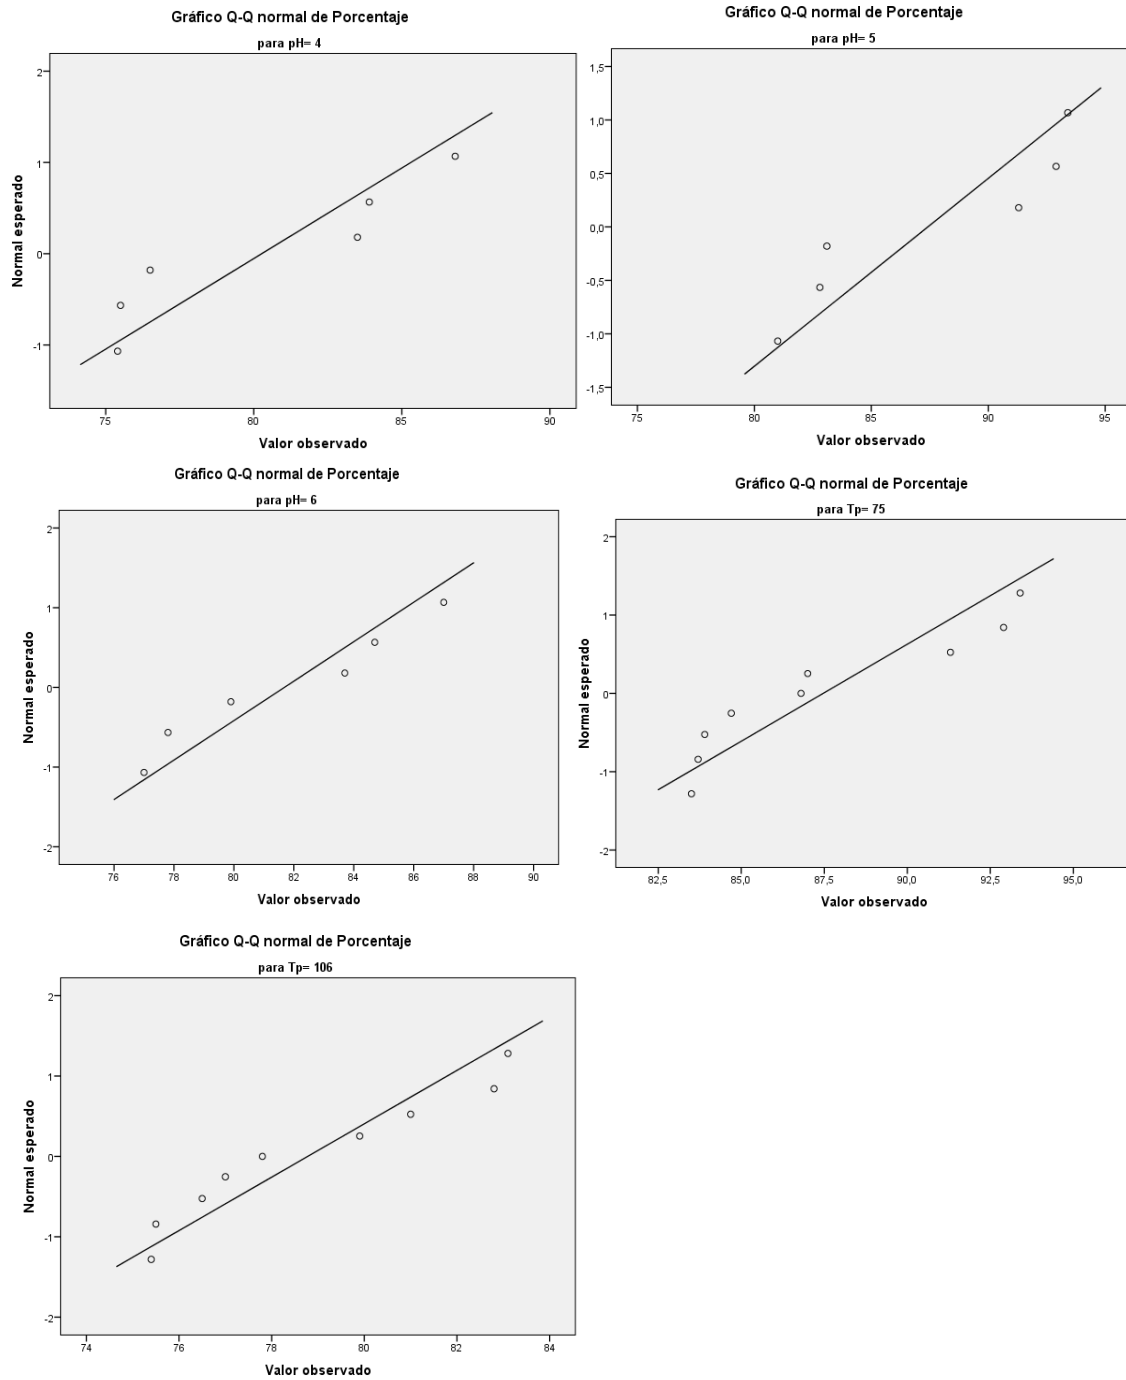 Gráfico Q-Q normal de Porcentaje
para pH= 4
2
1
0
-1
Normal esperado
75 80 85 90
Valor observado
Gráfico Q-Q normal de Porcentaje
para pH= 5
1,5
1,0
0,5
0,0
-0,5
-1,0
-1,5
75 80 85 90 95
Valor observado
Gráfico Q-Q normal de Porcentaje
para pH= 6
2
1
0
-1
-2
Normal esperado
76 78 80 82 84 86 88 90
Valor observado
Gráfico Q-Q normal de Porcentaje
para Tp= 75
2
1
0
-1
-2
Normal esperado
82,5 85,0 87,5 90,0 92,5 95,0
Valor observado
Gráfico Q-Q normal de Porcentaje
para Tp= 106
2
1
0
-1
-2
Normal esperado
74 76 78 80 82 84
Valor observado